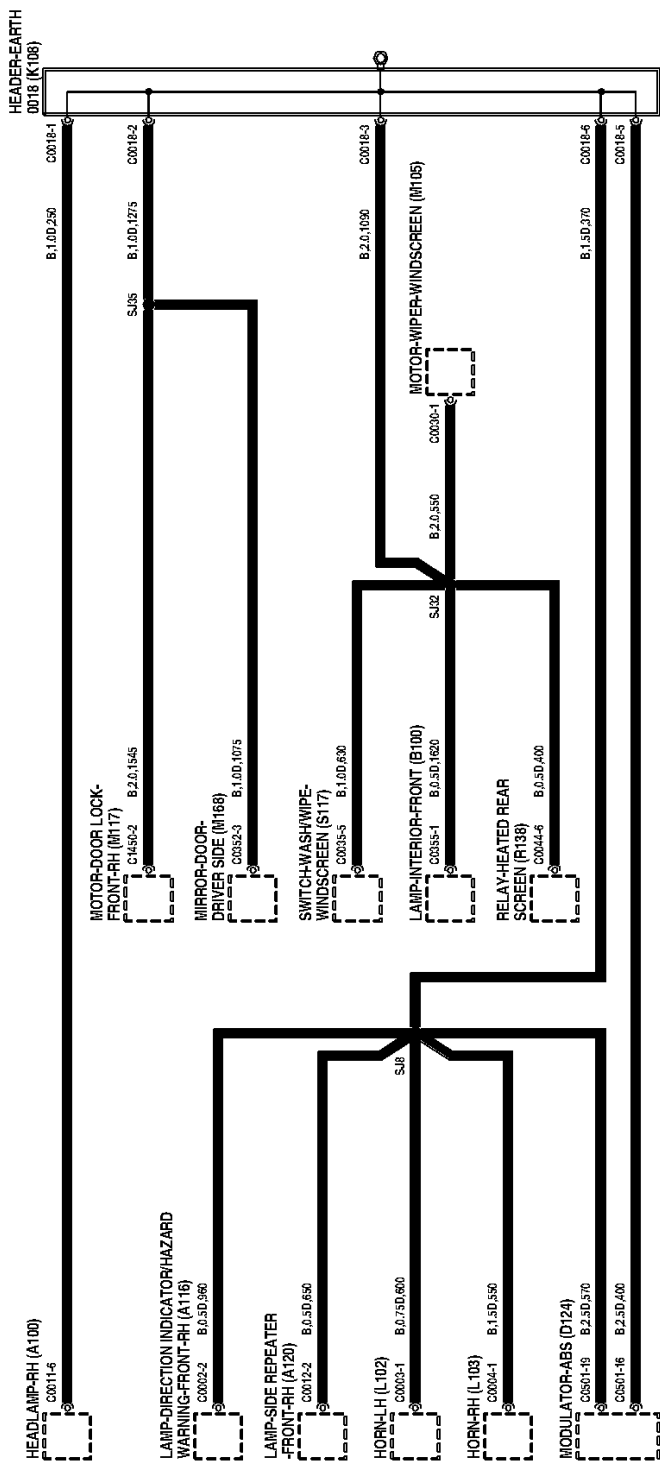 HEADER-EARTH
0018 (K108)
C0018-1
C0018-2
C0018-3
C0018-6
C0018-5
B,1.0D,250
B,1.0D,1275
B,2.0,1090
B,1.5D,370
SJ35
MOTOR-WIPER-WINDSCREEN (M105)
C0030-1
B,2.0,550
SJ32
MOTOR-DOOR LOCK-
FRONT-RH (M117)
C1450-2
B,2.0,1545
MIRROR-DOOR-
DRIVER SIDE (M168)
C0352-3
B,1.0D,1075
SWITCH-WASH/WIPE-
WINDSCREEN (S117)
C0035-5
B,1.0D,630
LAMP-INTERIOR-FRONT (B100)
C0355-1
B,0.5D,1620
RELAY-HEATED REAR
SCREEN (R138)
C0044-6
B,0.5D,400
SJ8
HEADLAMP-RH (A100)
C0011-6
LAMP-DIRECTION INDICATOR/HAZARD
WARNING-FRONT-RH (A116)
C0002-2
B,0.5D,960
LAMP-SIDE REPEATER
-FRONT-RH (A120)
C0012-2
B,0.5D,650
HORN-LH (L102)
C0003-1
B,0.75D,600
HORN-RH (L103)
C0004-1
B,1.5D,550
MODULATOR-ABS (D124)
C0501-19
B,2.5D,570
C0501-16
B,2.5D,400